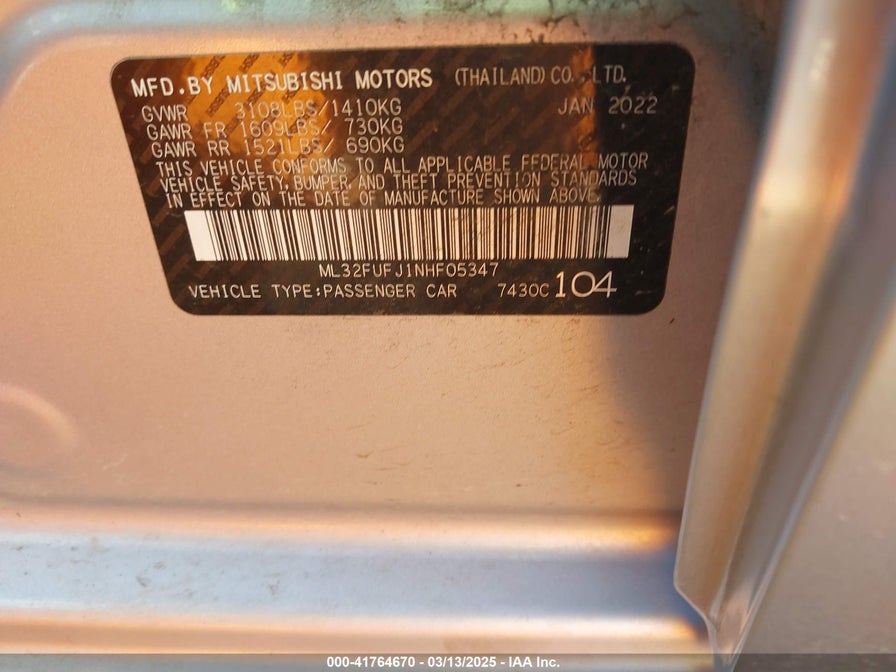 MFD.BY MITSUBISHI MOTORS (THAILAND) CO., LTD.
GVWR 3108LBS/1410KG JAN 2022
GAWR FR 1609LBS/ 730KG
GAWR RR 1521LBS/ 690KG
THIS VEHICLE CONFORMS TO ALL APPLICABLE FEDERAL MOTOR
VEHICLE SAFETY, BUMPER, AND THEFT PREVENTION STANDARDS
IN EFFECT ON THE DATE OF MANUFACTURE SHOWN ABOVE.
ML32FUFJ1NHF05347
VEHICLE TYPE:PASSENGER CAR 7430C 104
000-41764670 - 03/13/2025 - IAA Inc.